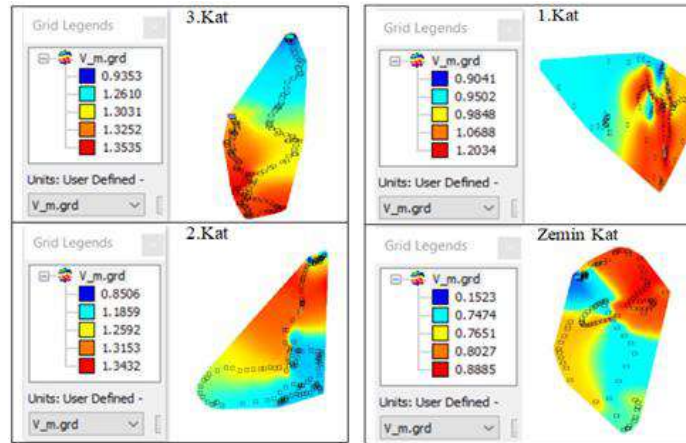 Grid Legends
3.Kat
V_m.grd
0.9353
1.2610
1.3031
1.3252
1.3535
Units: User Defined -
V_m.grd
Grid Legends
1.Kat
V_m.grd
0.9041
0.9502
0.9848
1.0688
1.2034
Units: User Defined -
V_m.grd
Grid Legends
2.Kat
V_m.grd
0.8506
1.1859
1.2592
1.3153
1.3432
Units: User Defined -
V_m.grd
Grid Legends
Zemin Kat
V_m.grd
0.1523
0.7474
0.7651
0.8027
0.8885
Units: User Defined -
V_m.grd